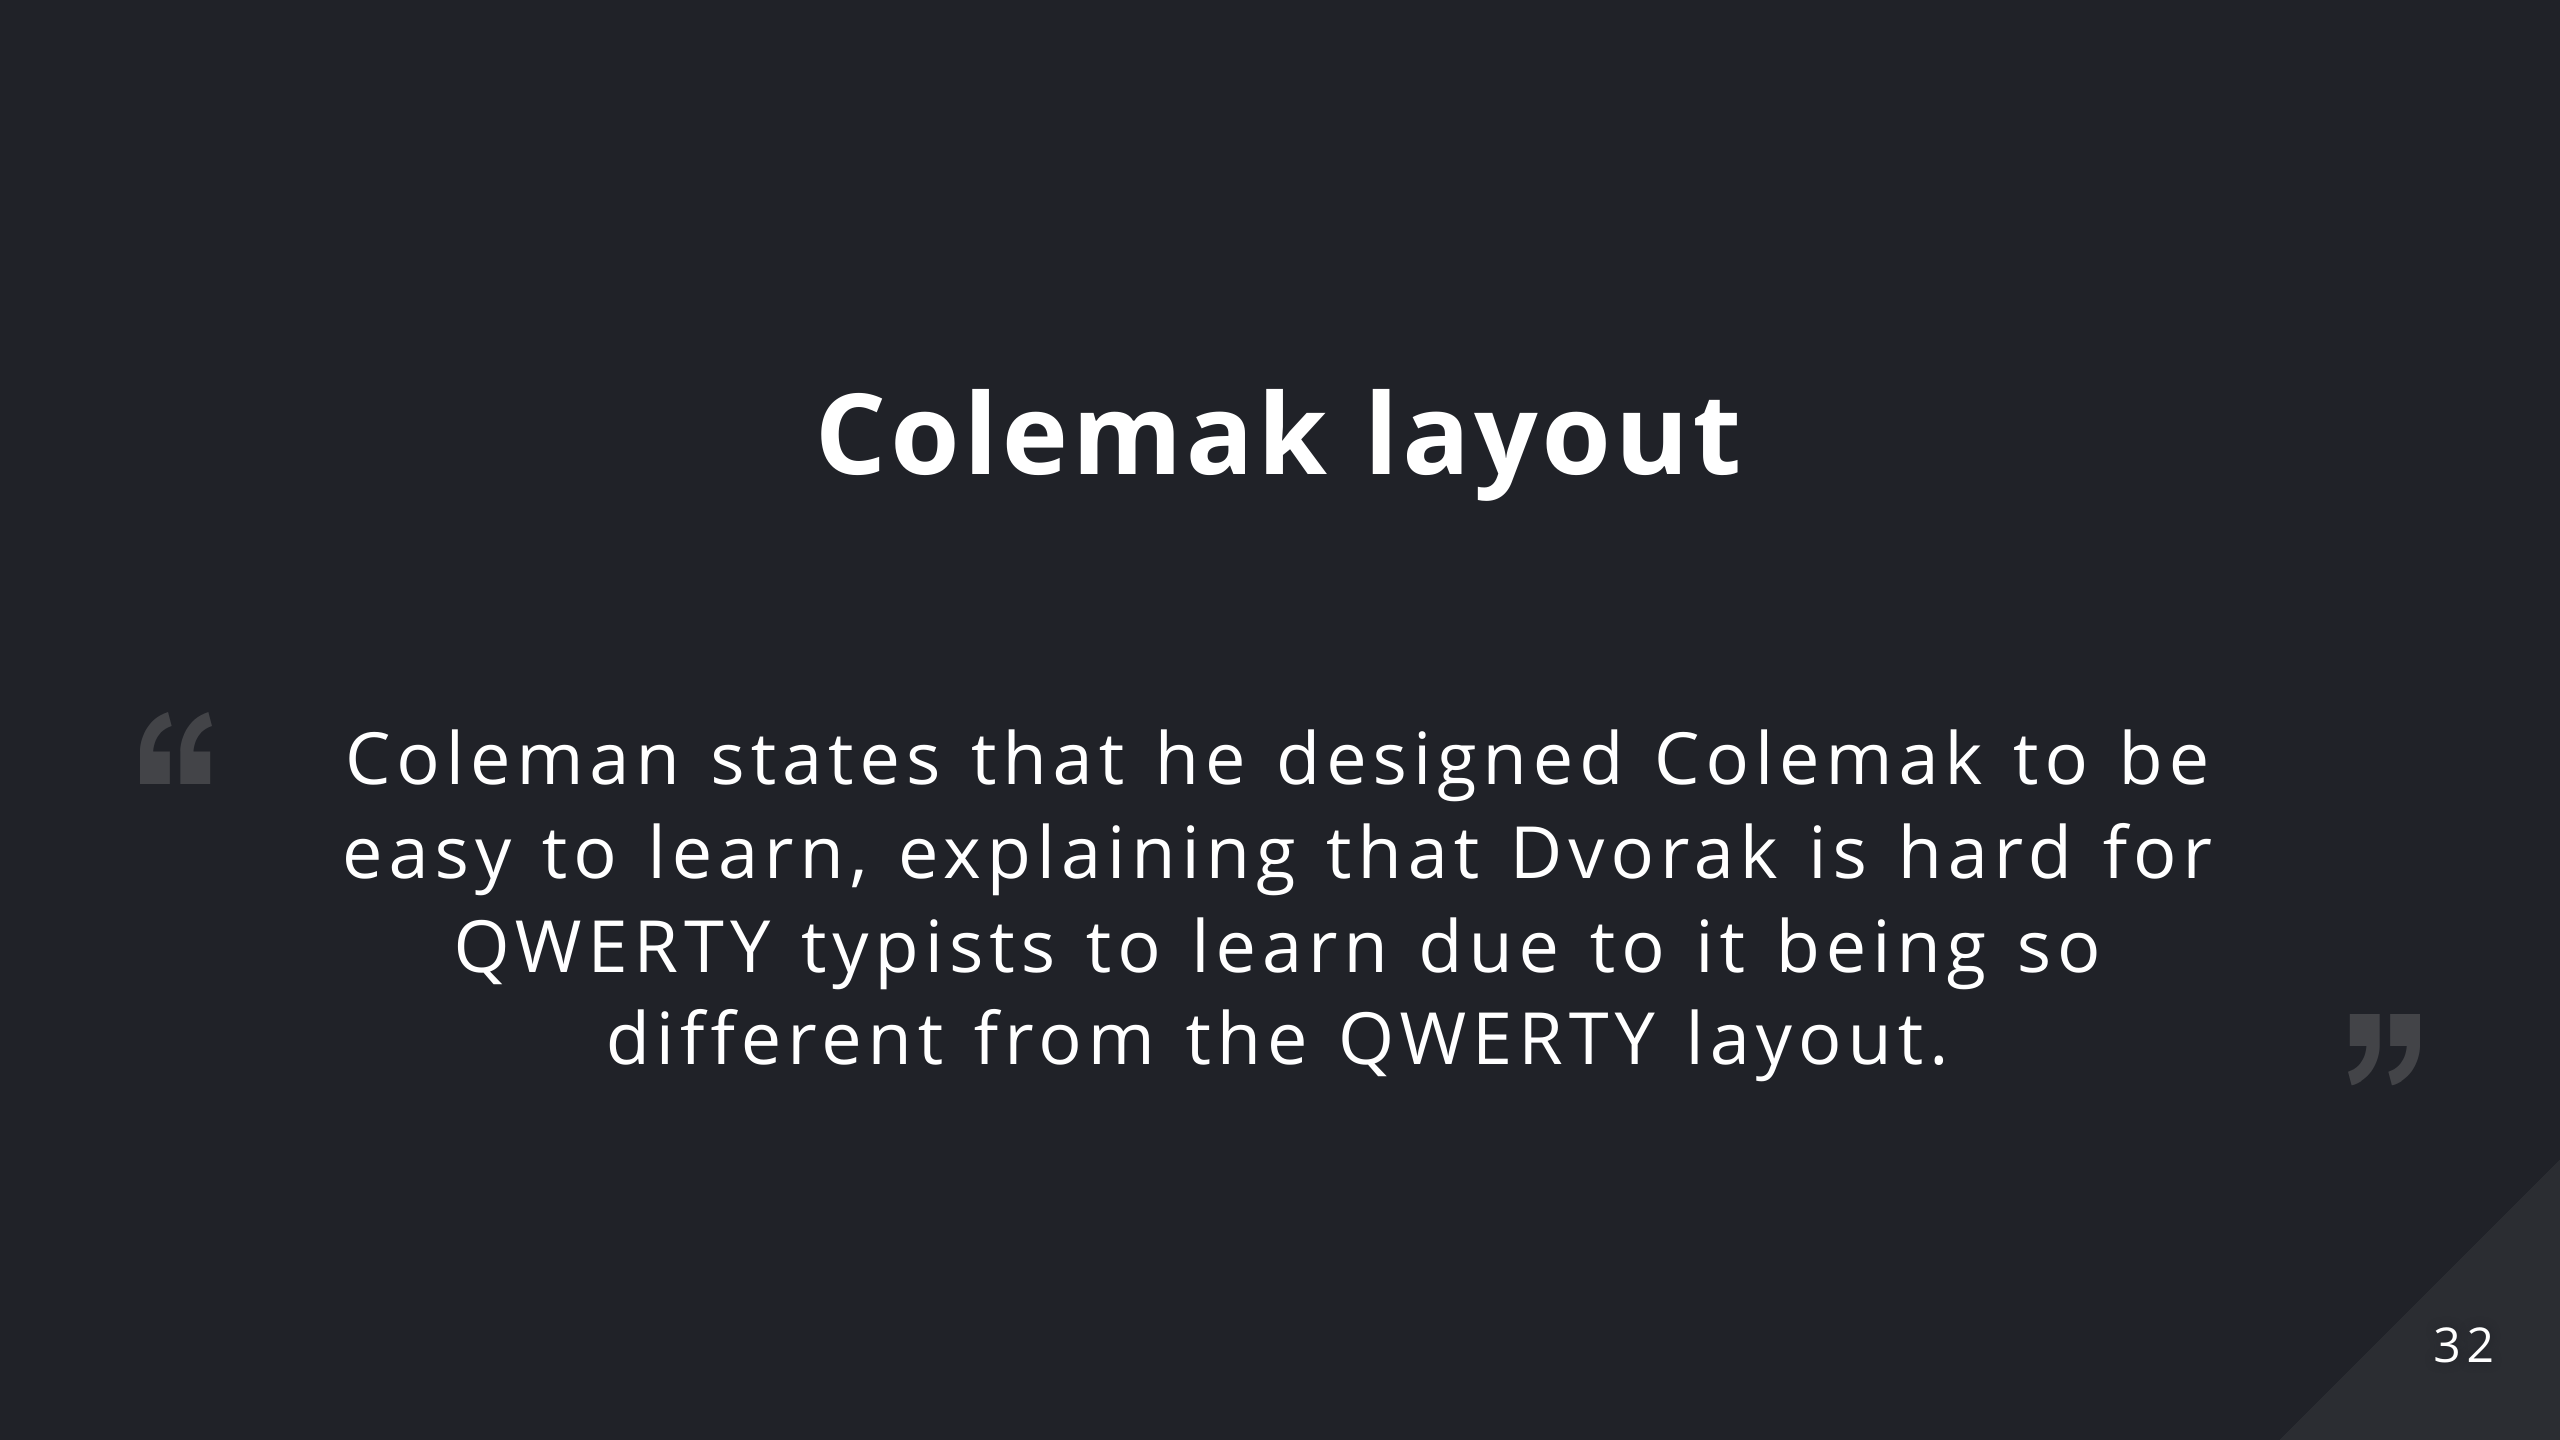 Colemak layout
“
Coleman states that he designed Colemak to be
easy to learn, explaining that Dvorak is hard for
QWERTY typists to learn due to it being so
different from the QWERTY layout.
”
32